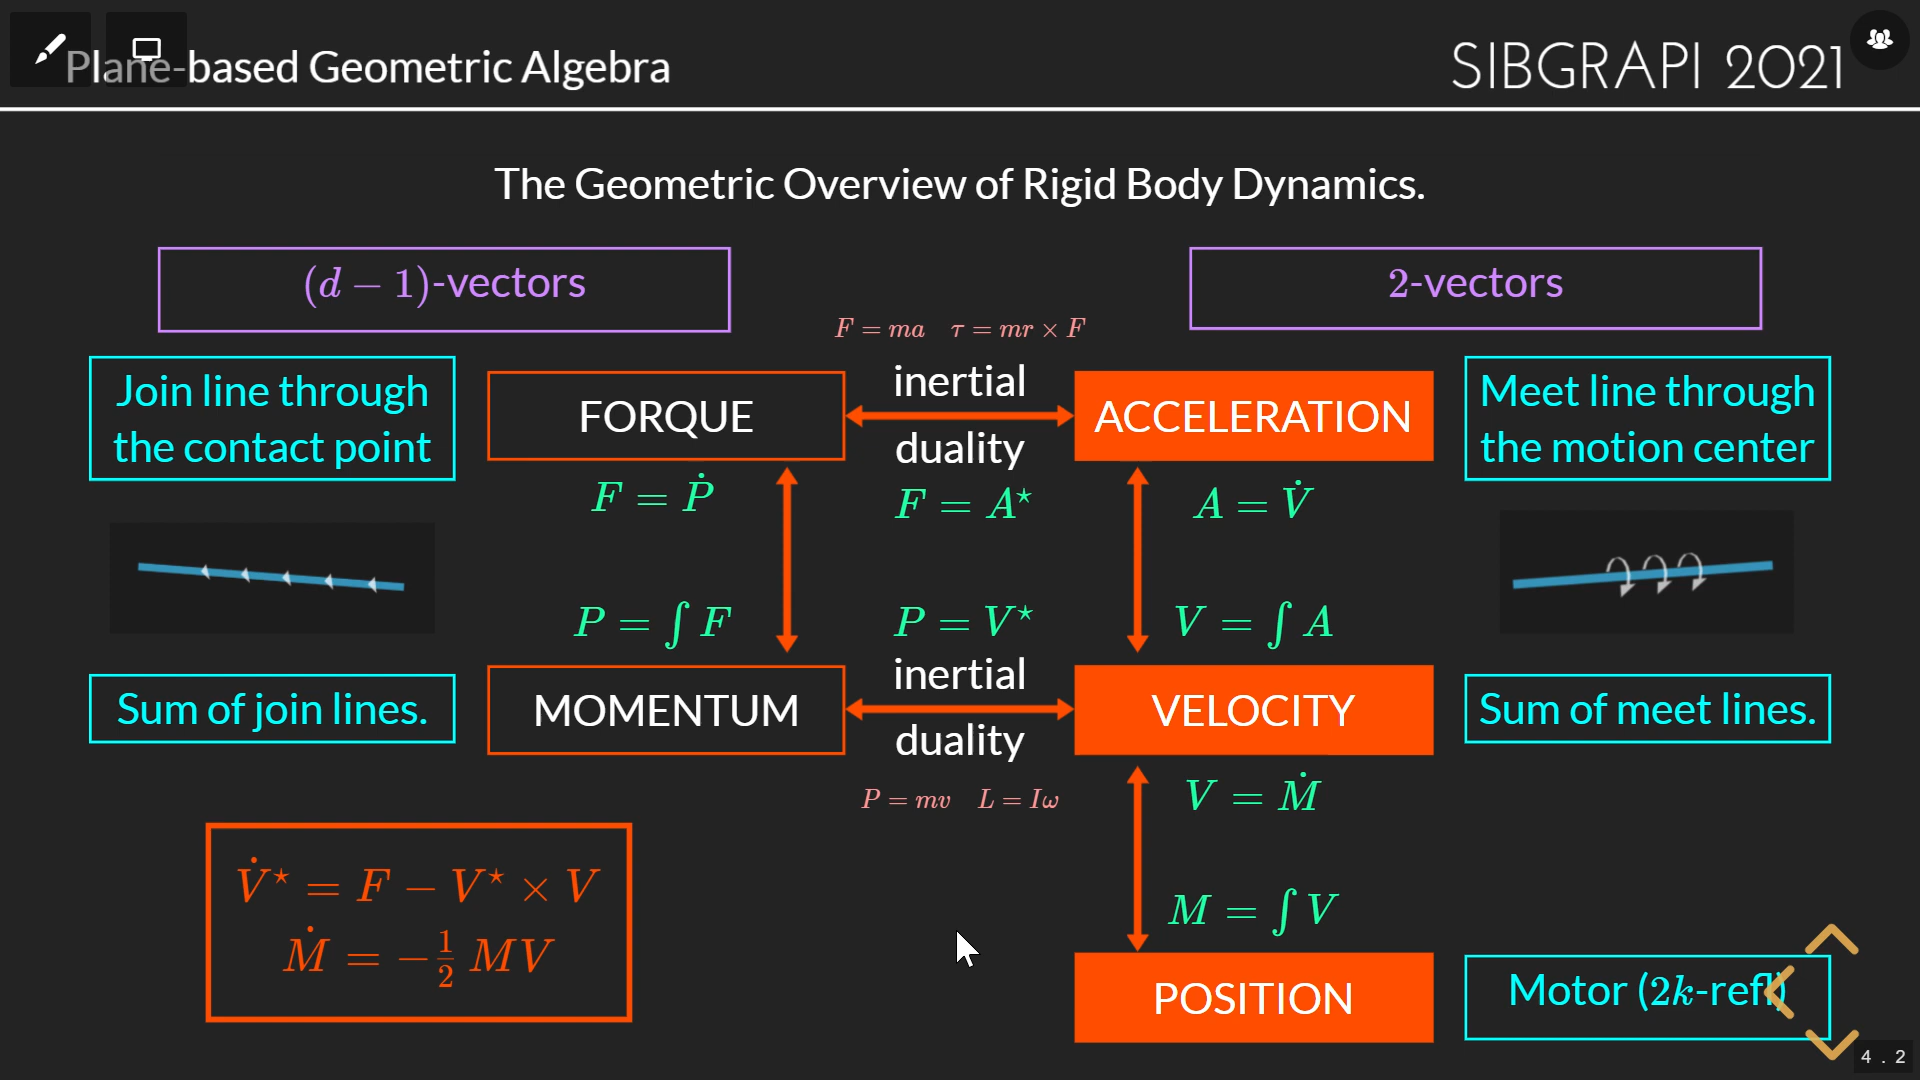 Plane-based Geometric Algebra
SIBGRAPI 2021
The Geometric Overview of Rigid Body Dynamics.
(d − 1)-vectors
2-vectors
F = ma τ = mr × F
Join line through
the contact point
FORQUE
inertial
duality
ACCELERATION
Meet line through
the motion center
F = Ṗ
F = A⋆
A = V̇
P = ∫ F
P = V⋆
V = ∫ A
Sum of join lines.
MOMENTUM
inertial
duality
VELOCITY
Sum of meet lines.
P = mv L = Iω
V = Ṁ
V̇⋆ = F − V⋆ × V
Ṁ = −½ MV
M = ∫ V
POSITION
Motor (2k-refl)
4 . 2